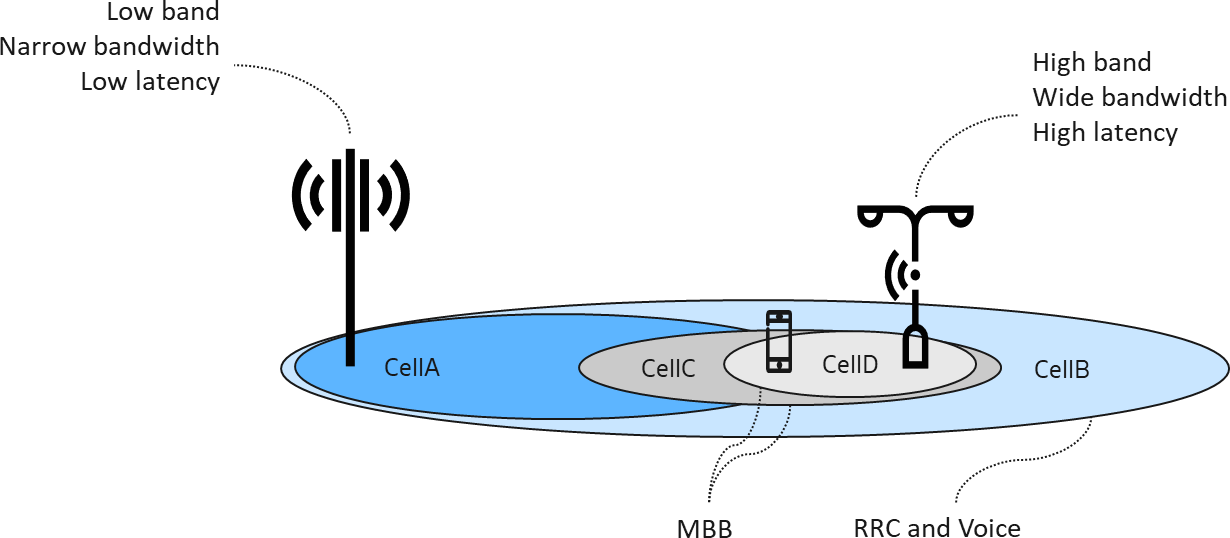 Low band
Narrow bandwidth
Low latency
High band
Wide bandwidth
High latency
CellA
CellC
CellD
CellB
MBB
RRC and Voice